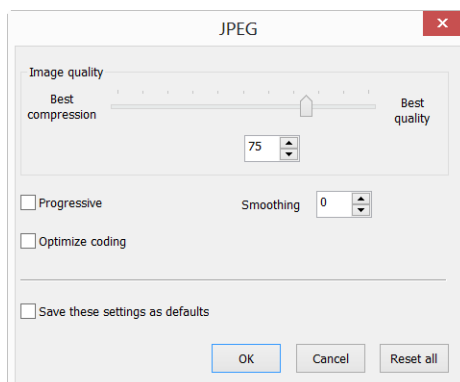 JPEG
Image quality
Best
compression
Best
quality
75
Progressive
Smoothing 0
Optimize coding
Save these settings as defaults
OK Cancel Reset all